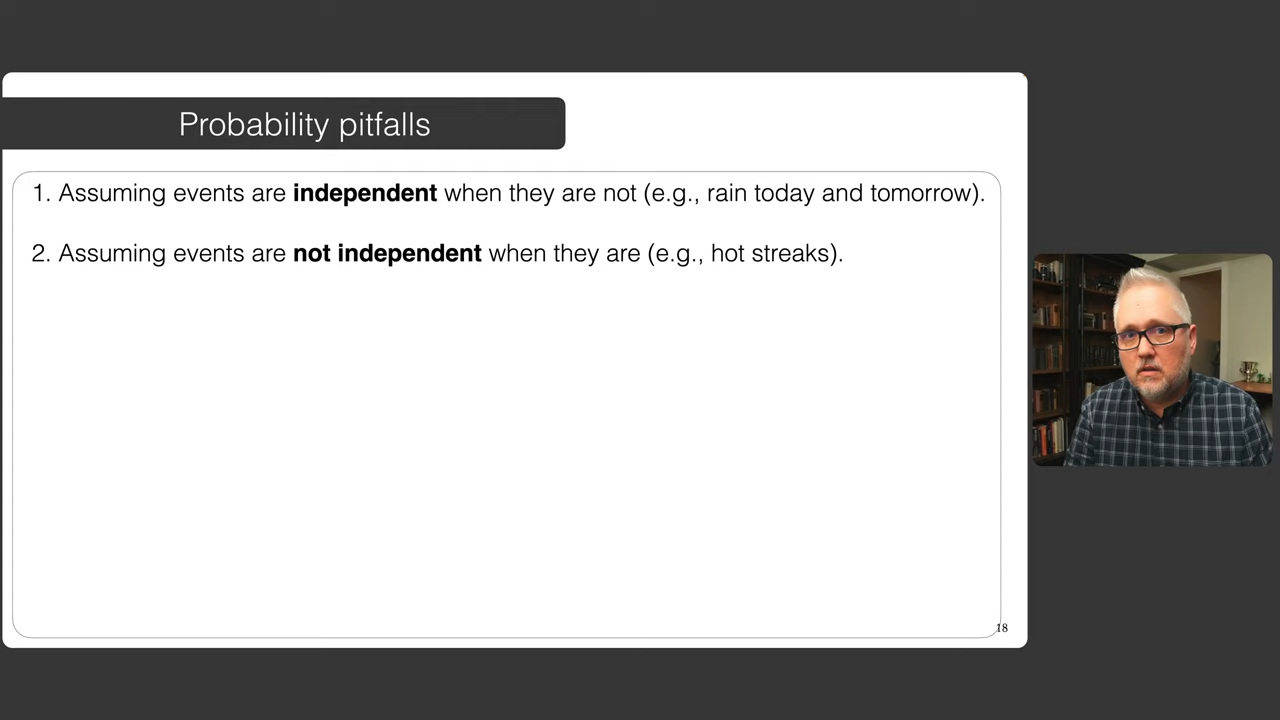 Probability pitfalls
1. Assuming events are independent when they are not (e.g., rain today and tomorrow).
2. Assuming events are not independent when they are (e.g., hot streaks).
18